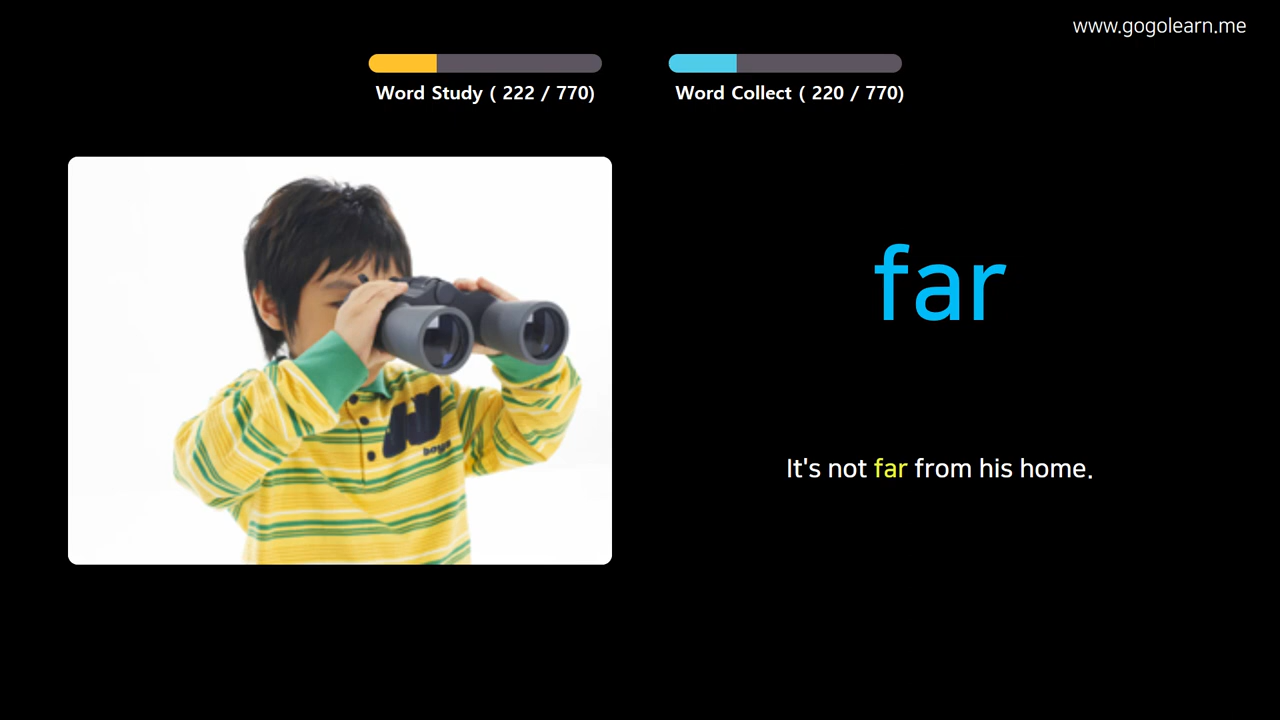 www.gogolearn.me
Word Study ( 222 / 770)
Word Collect ( 220 / 770)
far
It's not far from his home.